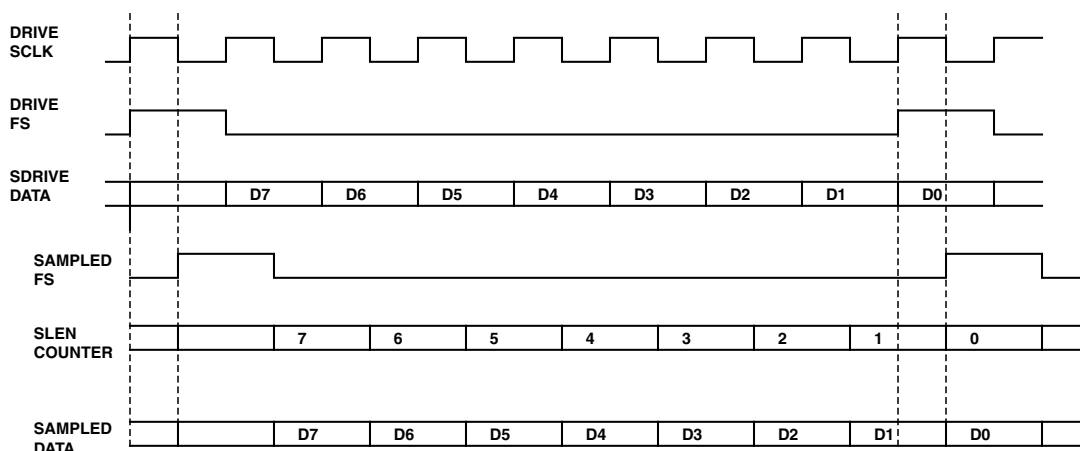 DRIVE
SCLK
DRIVE
FS
SDRIVE
DATA
D7 D6 D5 D4 D3 D2 D1 D0
SAMPLED
FS
SLEN
COUNTER
7 6 5 4 3 2 1 0
SAMPLED
DATA
D7 D6 D5 D4 D3 D2 D1 D0